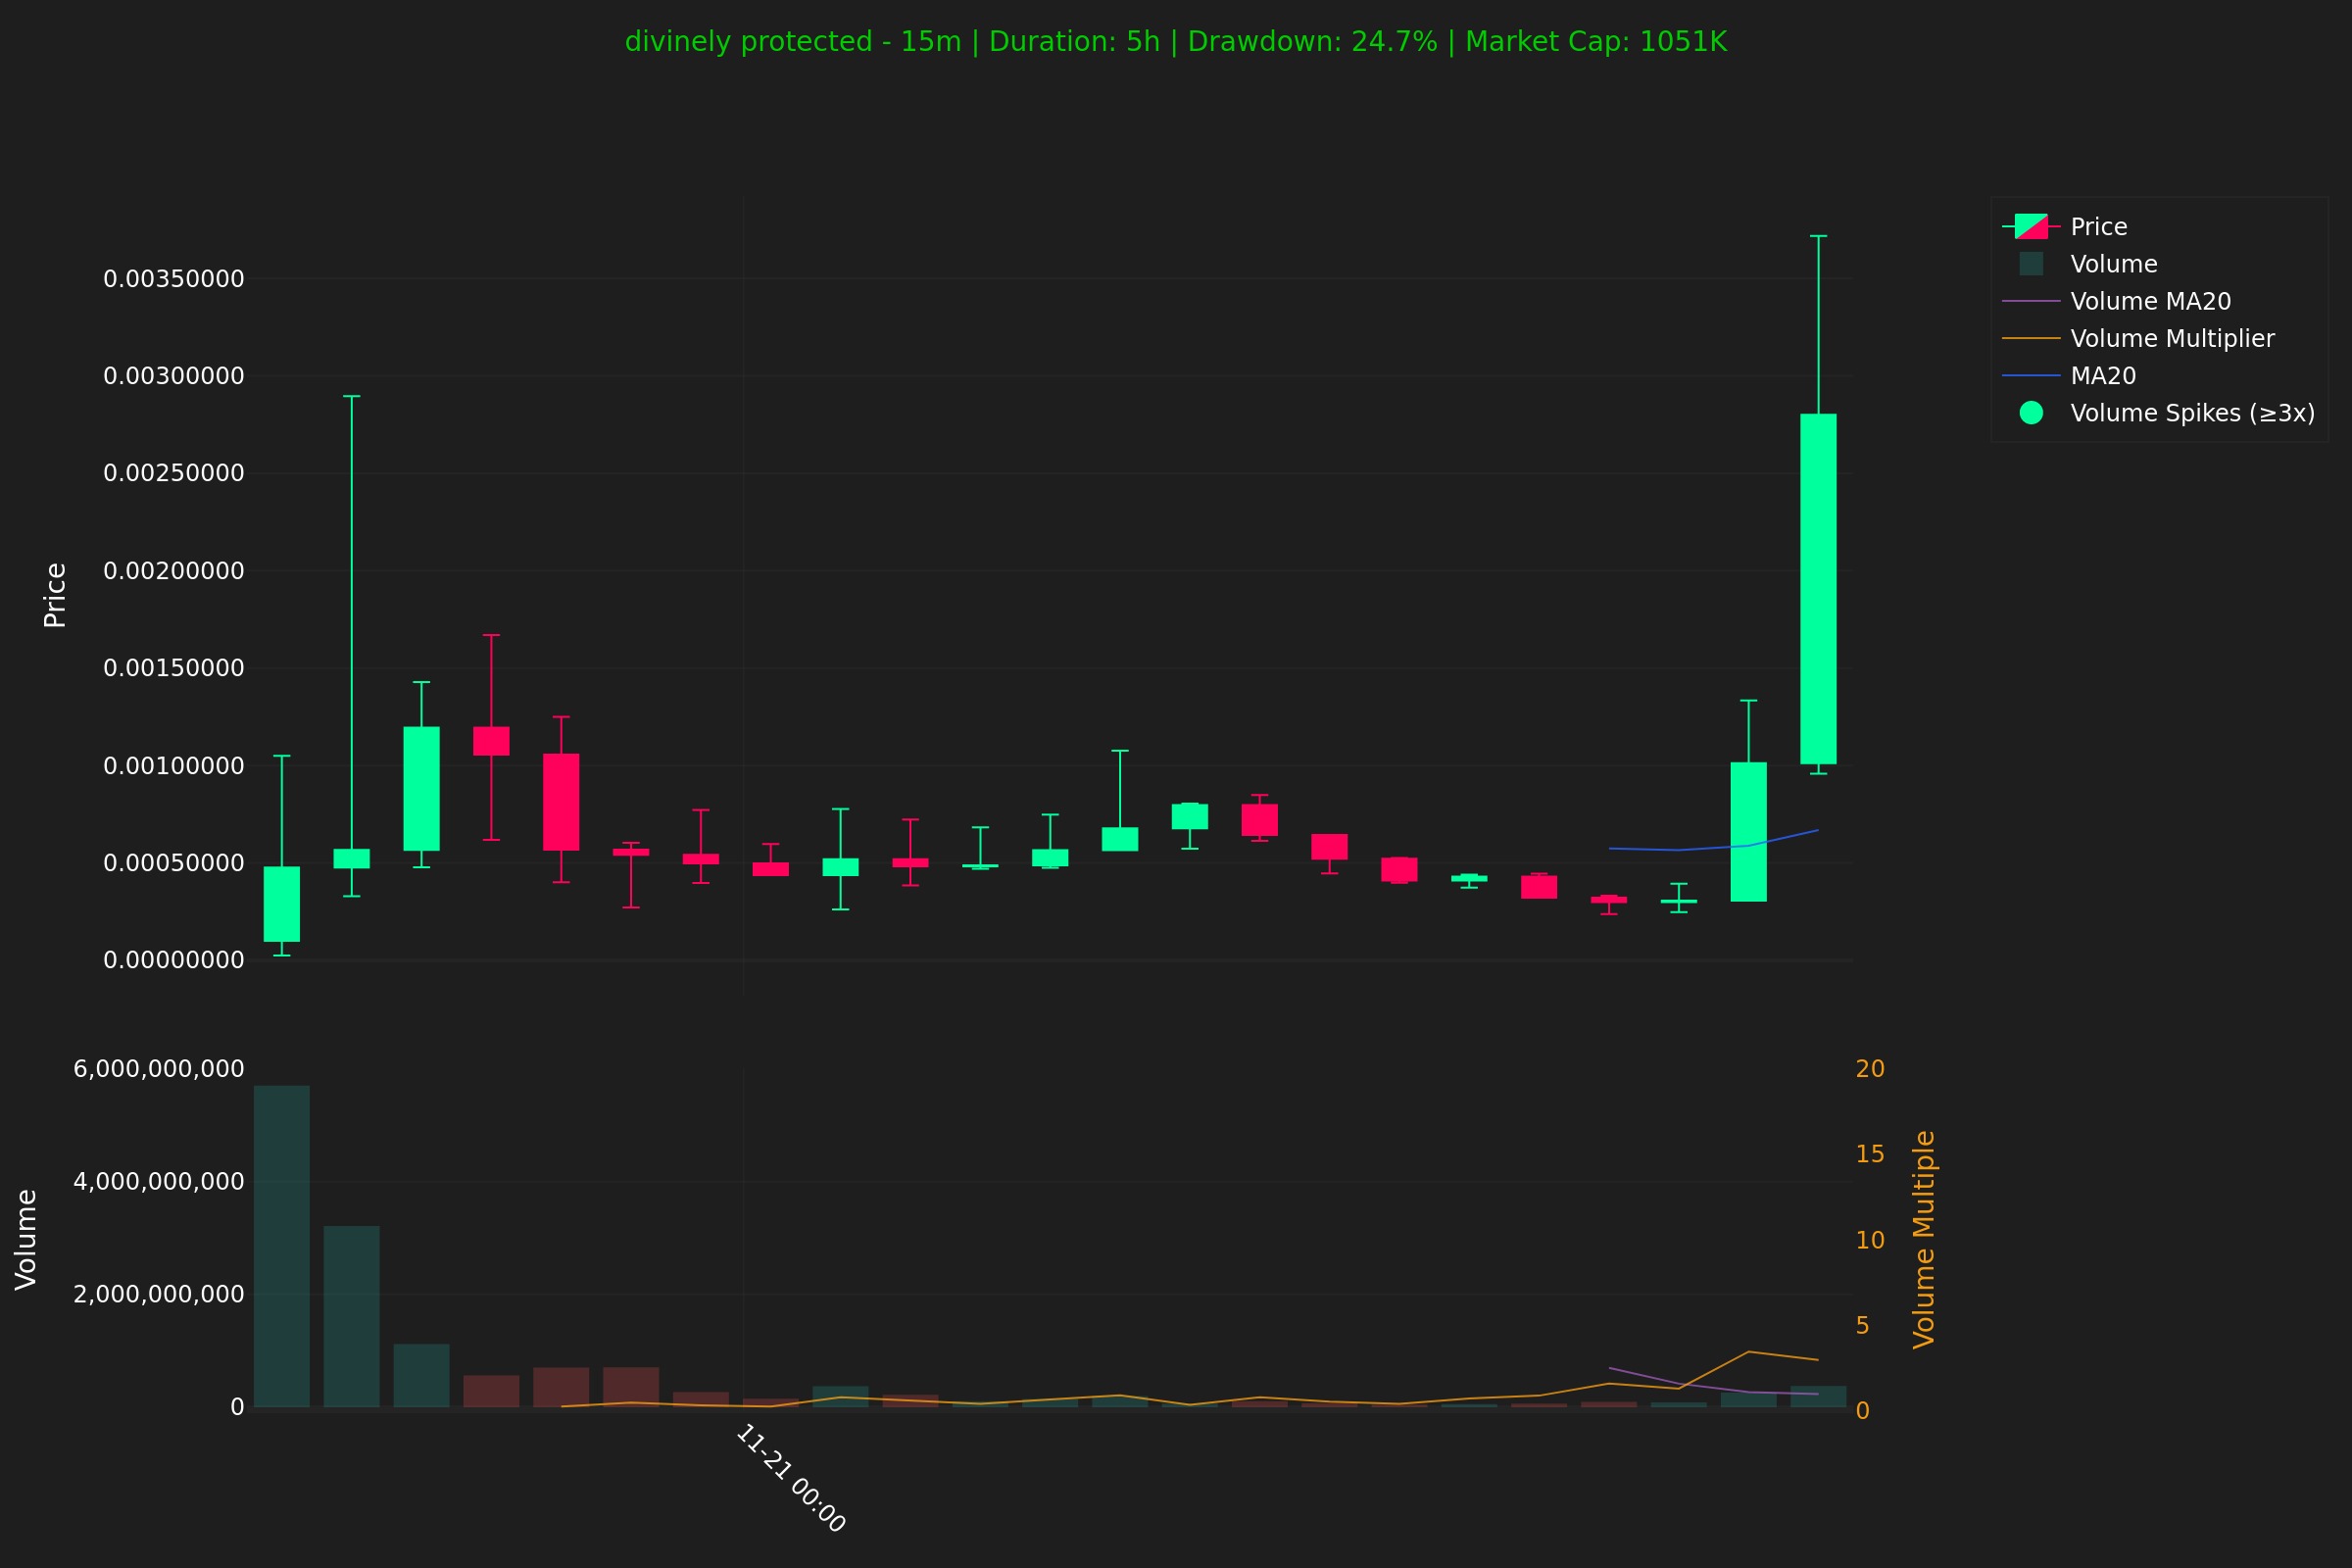 divinely protected - 15m | Duration: 5h | Drawdown: 24.7% | Market Cap: 1051K
Price
Volume
Volume MA20
Volume Multiplier
MA20
Volume Spikes (≥3x)
Price
0.00350000
0.00300000
0.00250000
0.00200000
0.00150000
0.00100000
0.00050000
0.00000000
Volume
6,000,000,000
4,000,000,000
2,000,000,000
0
20
15
10
5
0
Volume Multiple
11-21 00:00